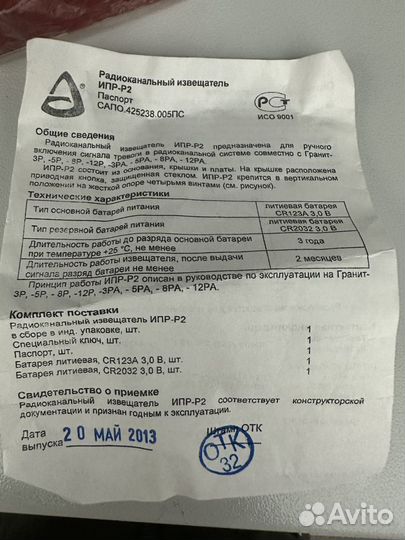 Радиоканальный извещатель
ИПР-Р2
Паспорт
САПО.425238.005ПС
РСТ
ИСО 9001
Общие сведения
Радиоканальный извещатель ИПР-Р2 предназначена для ручного
включения сигнала Тревоги в радиоканальной системе совместно с Гранит-
3Р, -5Р, - 8Р, -12Р, -3РА, - 5РА, - 8РА, - 12РА.
ИПР-Р2 состоит из основания, крышки и платы. На крышке расположена
приводная кнопка, защищенная стеклом. ИПР-Р2 крепится в вертикальном
положении на жесткой опоре четырьмя винтами (см. рисунок).
Технические характеристики
Тип основной батарей питания литиевая батарея CR123A 3,0 В
Тип резервной батарей питания литиевая батарея CR2032 3,0 В
Длительность работы до разряда основной батареи
при температуре +25 °С, не менее 3 года
Длительность работы извещателя, после выдачи
сигнала разряд батареи не менее 2 месяцев
Принцип работы ИПР-Р2 описан в руководстве по эксплуатации на Гранит-
3Р, -5Р, - 8Р, -12Р, -3РА, - 5РА, - 8РА, - 12РА.
Комплект поставки
Радиоканальный извещатель ИПР-Р2
в сборе в инд. упаковке, шт. 1
Специальный ключ, шт. 1
Паспорт, шт. 1
Батарея литиевая, CR123A 3,0 В, шт. 1
Батарея литиевая, CR2032 3,0 В, шт. 1
Свидетельство о приемке
Радиоканальный извещатель ИПР-Р2 соответствует конструкторской
документации и признан годным к эксплуатации.
Дата
выпуска 20 МАЙ 2013 Штамп ОТК
ОТК
32
Avito